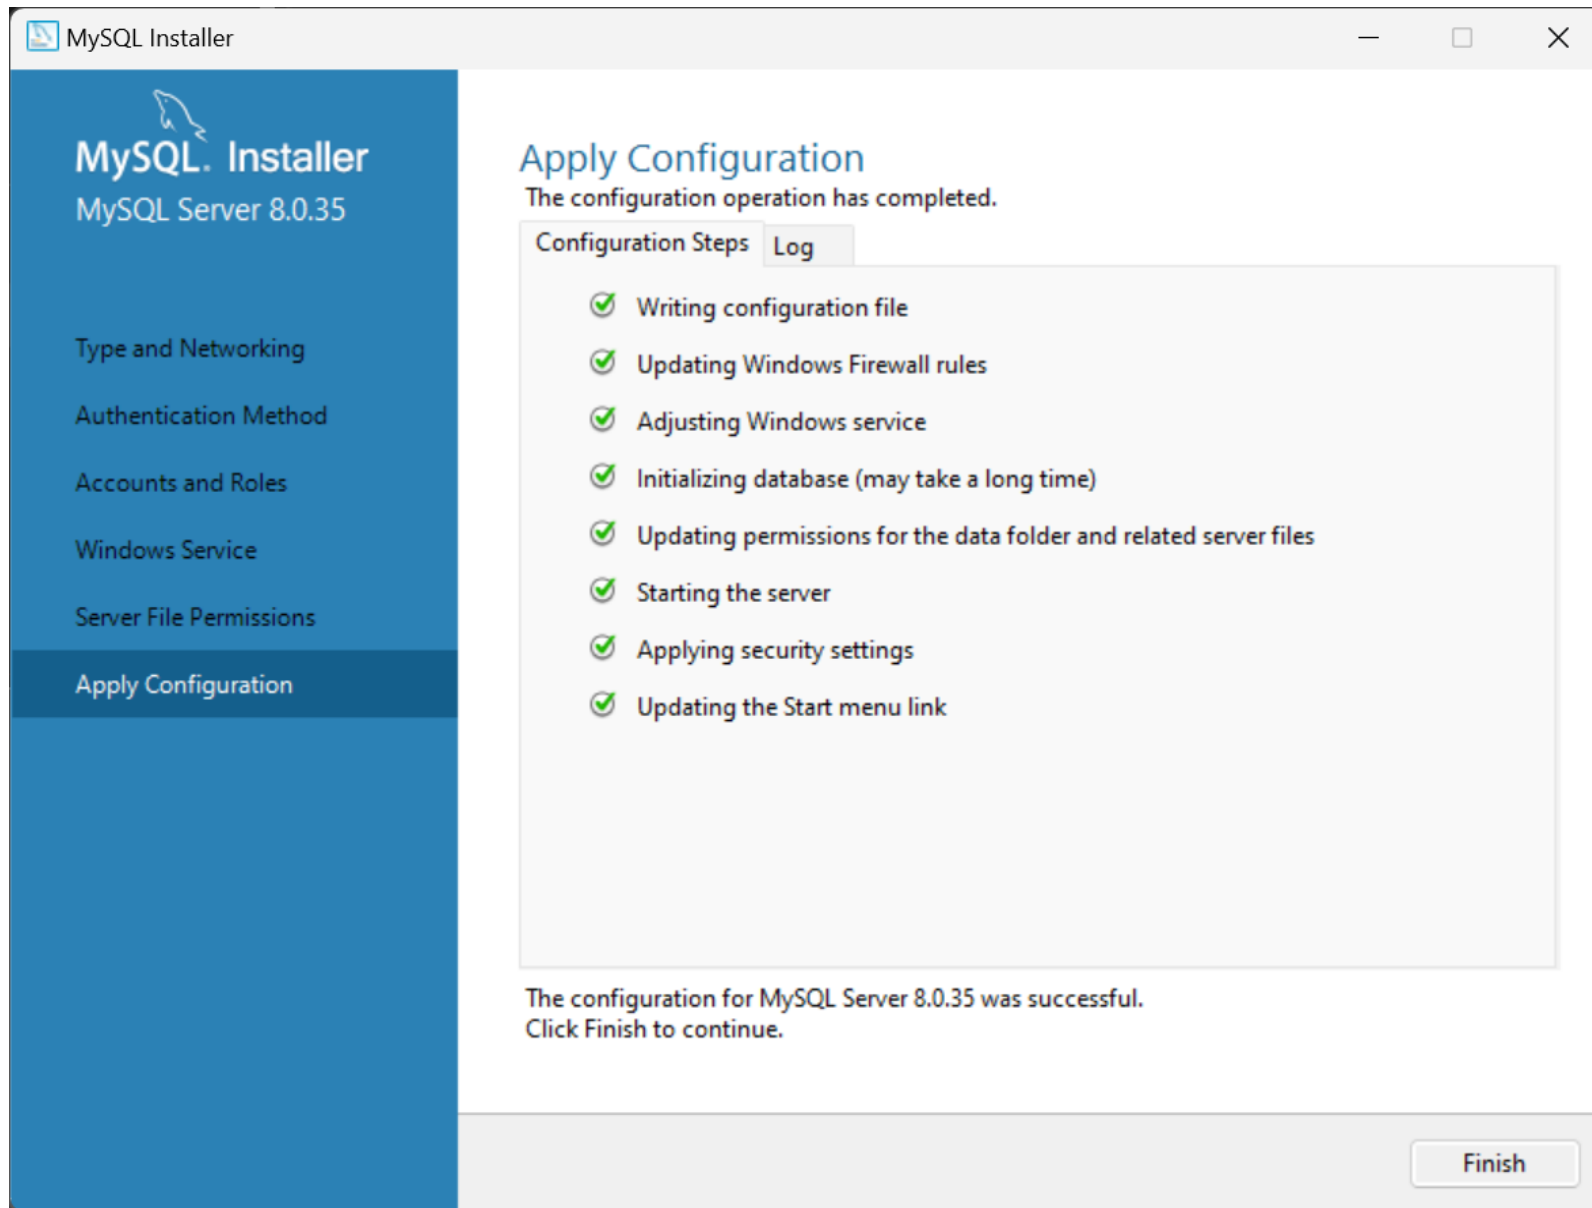 MySQL Installer
MySQL. Installer
MySQL Server 8.0.35
Type and Networking
Authentication Method
Accounts and Roles
Windows Service
Server File Permissions
Apply Configuration
Apply Configuration
The configuration operation has completed.
Configuration Steps
Log
Writing configuration file
Updating Windows Firewall rules
Adjusting Windows service
Initializing database (may take a long time)
Updating permissions for the data folder and related server files
Starting the server
Applying security settings
Updating the Start menu link
The configuration for MySQL Server 8.0.35 was successful.
Click Finish to continue.
Finish